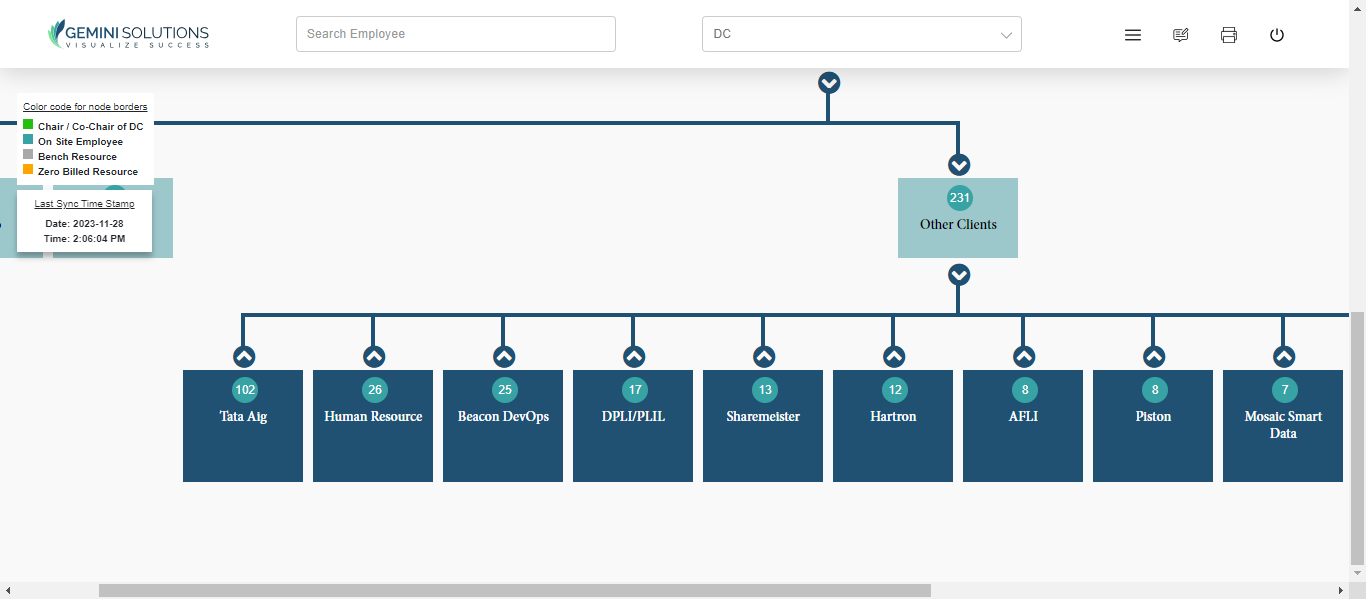 GEMINI SOLUTIONS
VISUALIZE SUCCESS
Search Employee
DC
Color code for node borders
Chair / Co-Chair of DC
On Site Employee
Bench Resource
Zero Billed Resource
Last Sync Time Stamp
Date: 2023-11-28
Time: 2:06:04 PM
231
Other Clients
102
Tata Aig
26
Human Resource
25
Beacon DevOps
17
DPLI/PLIL
13
Sharemeister
12
Hartron
8
AFLI
8
Piston
7
Mosaic Smart
Data